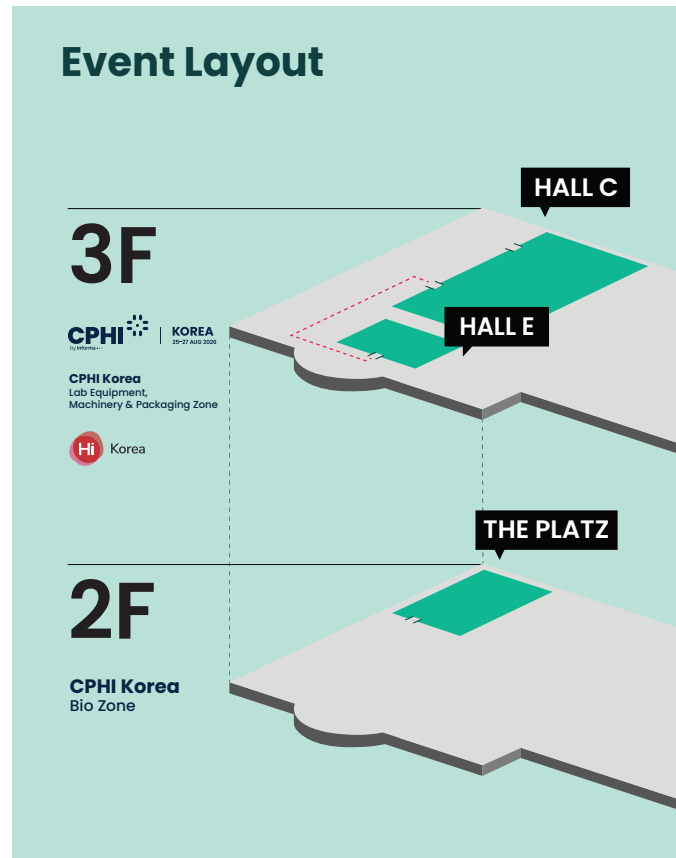 Event Layout
HALL C
3F
HALL E
CPHI | KOREA
by informa
25-27 AUG 2026
CPHI Korea
Lab Equipment,
Machinery & Packaging Zone
Hi Korea
THE PLATZ
2F
CPHI Korea
Bio Zone